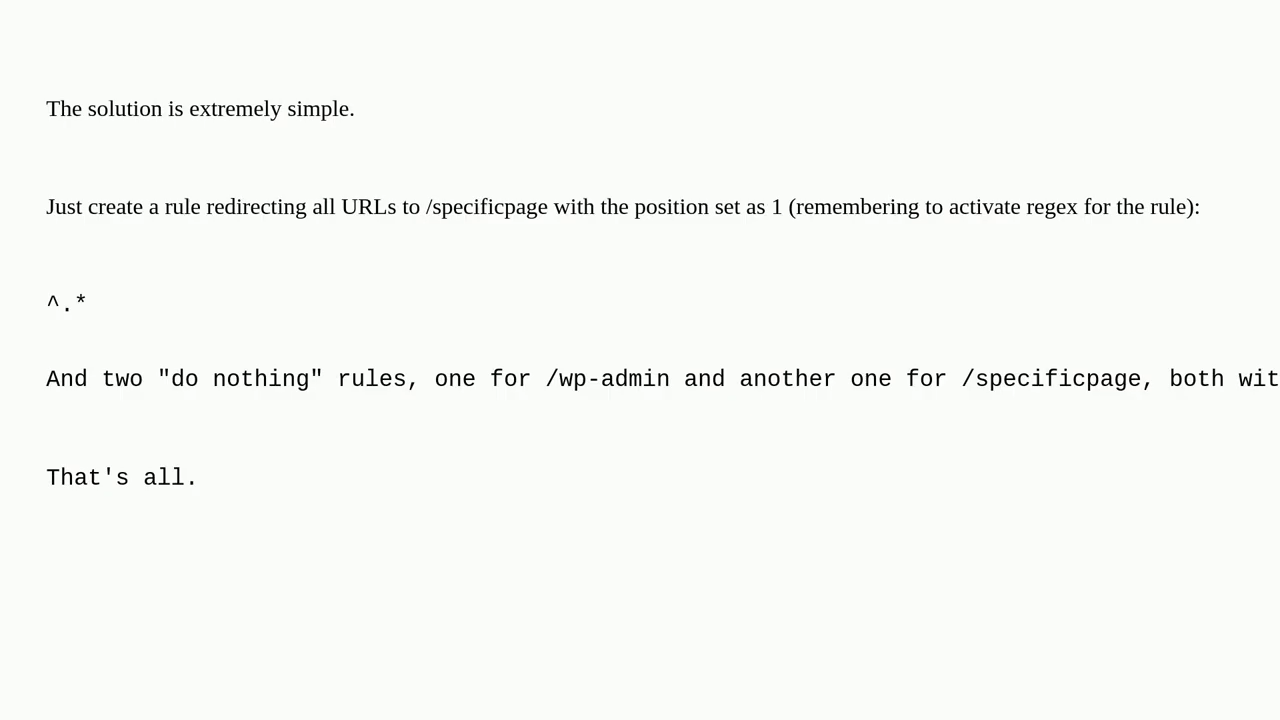 The solution is extremely simple.
Just create a rule redirecting all URLs to /specificpage with the position set as 1 (remembering to activate regex for the rule):
^.*
And two "do nothing" rules, one for /wp-admin and another one for /specificpage, both
That's all.